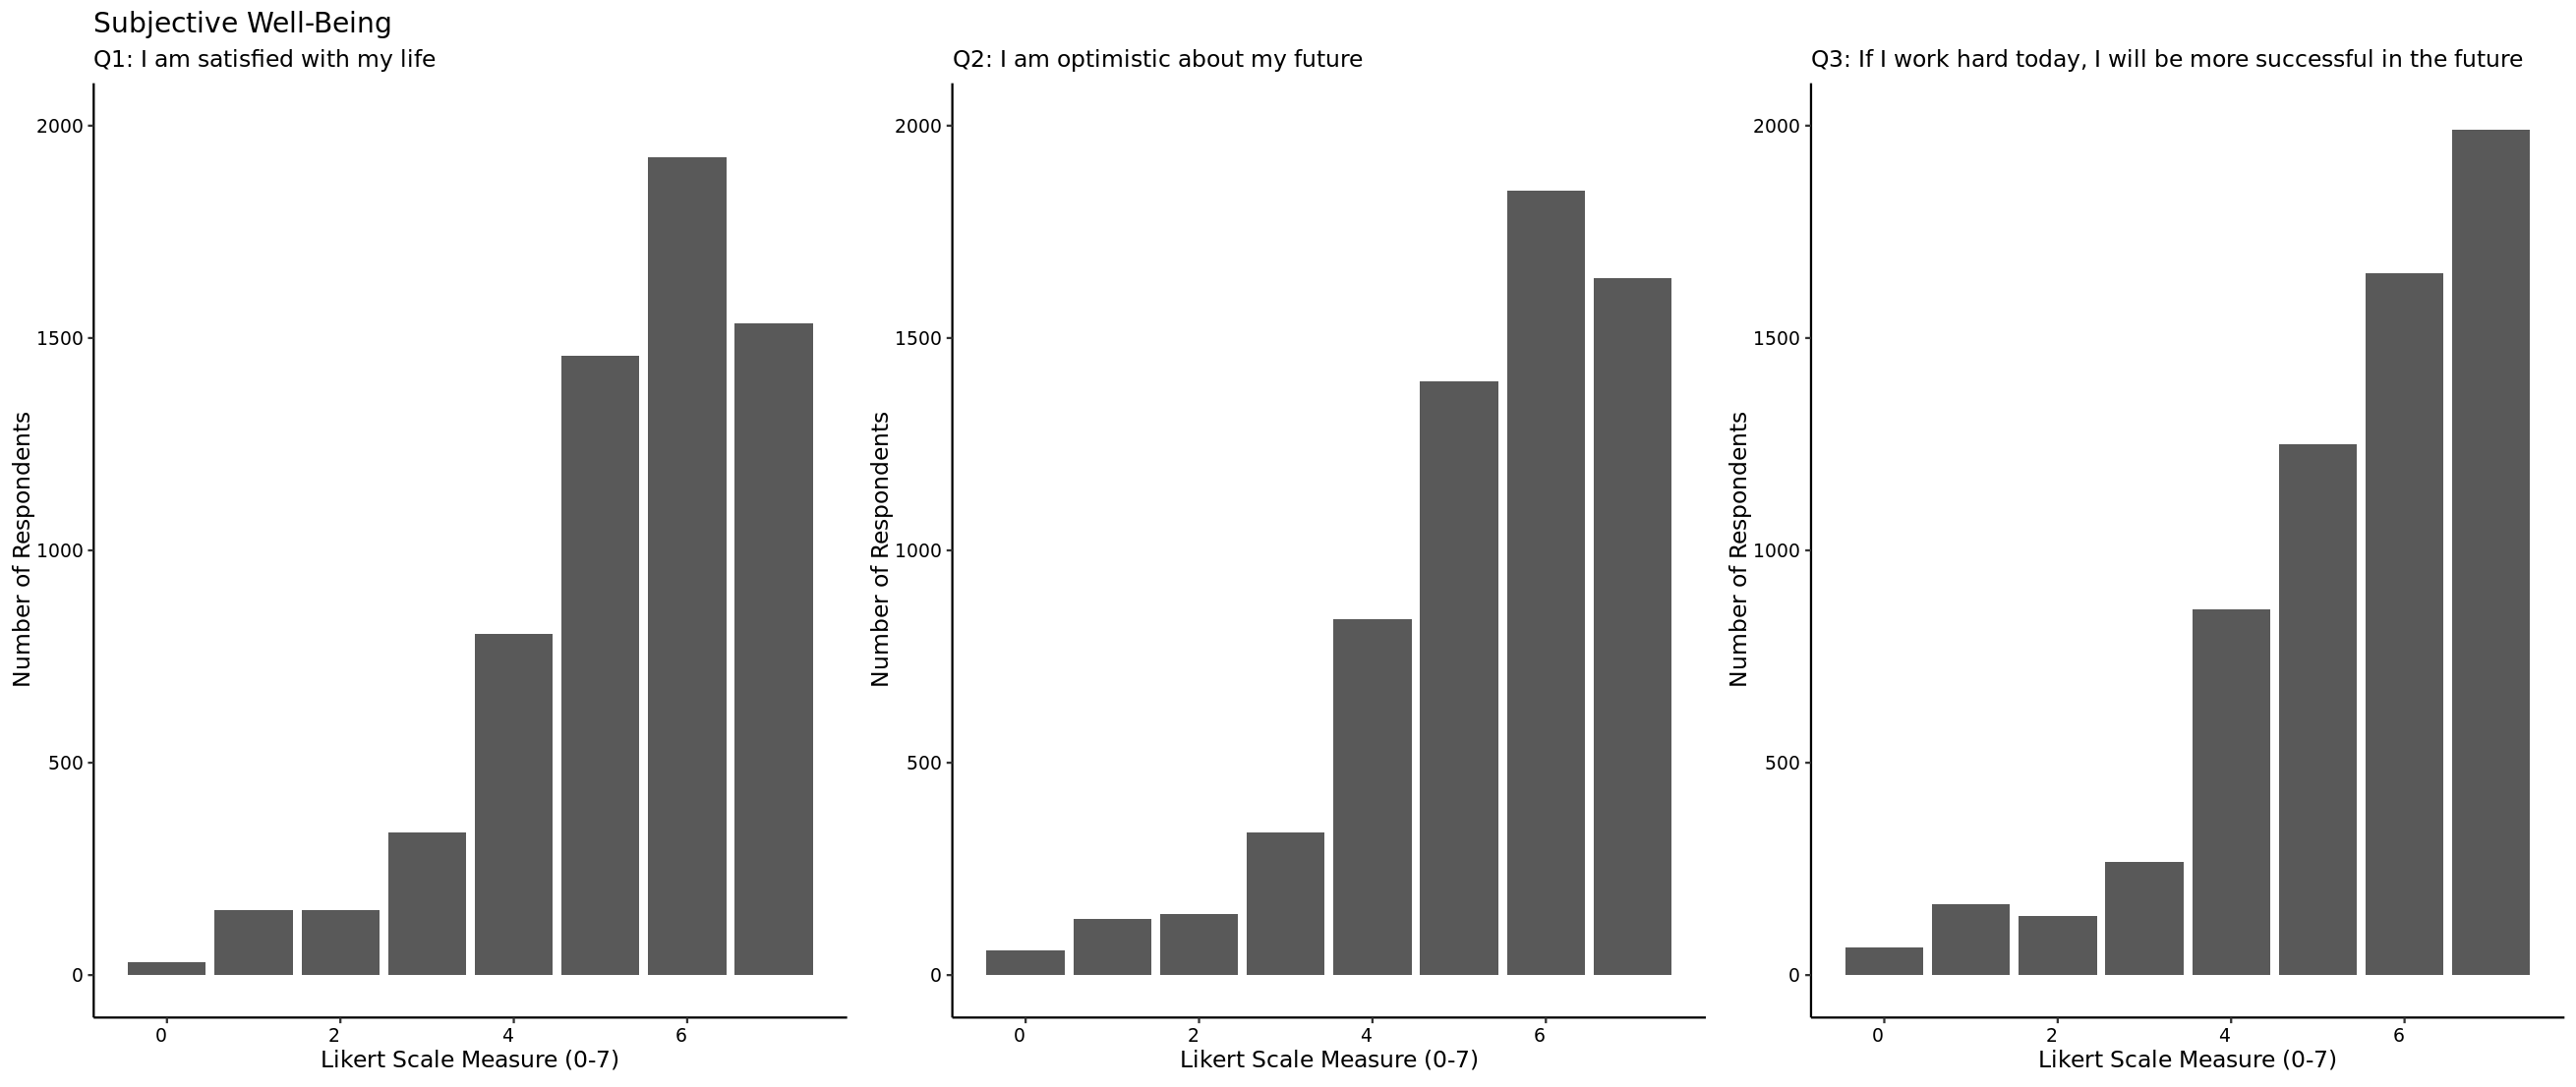 Subjective Well-Being
Q1: I am satisfied with my life
Number of Respondents
2000
1500
1000
500
0
0 2 4 6
Likert Scale Measure (0-7)
Q2: I am optimistic about my future
Number of Respondents
2000
1500
1000
500
0
0 2 4 6
Likert Scale Measure (0-7)
Q3: If I work hard today, I will be more successful in the future
Number of Respondents
2000
1500
1000
500
0
0 2 4 6
Likert Scale Measure (0-7)